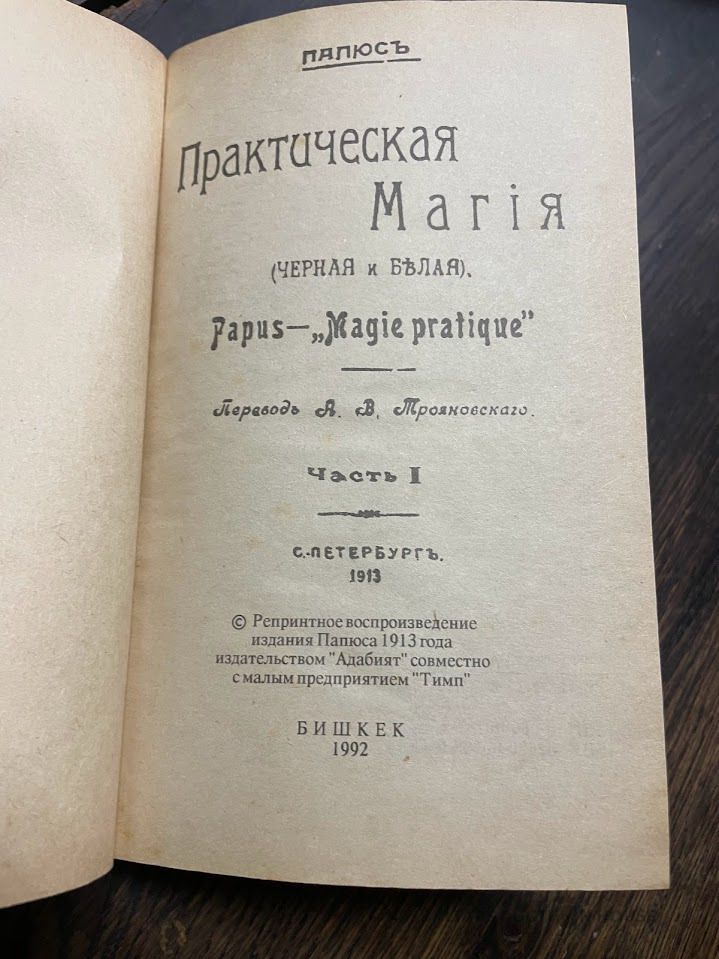 ПАПЮСЪ
Практическая
Магія
(ЧЕРНАЯ и БѢЛАЯ).
Papus—„Magie pratique"
Переводъ А. В. Трояновскаго.
Часть I
С.-ПЕТЕРБУРГЪ.
1913
© Репринтное воспроизведение
издания Папюса 1913 года
издательством "Адабият" совместно
с малым предприятием "Тимп"
БИШКЕК
1992